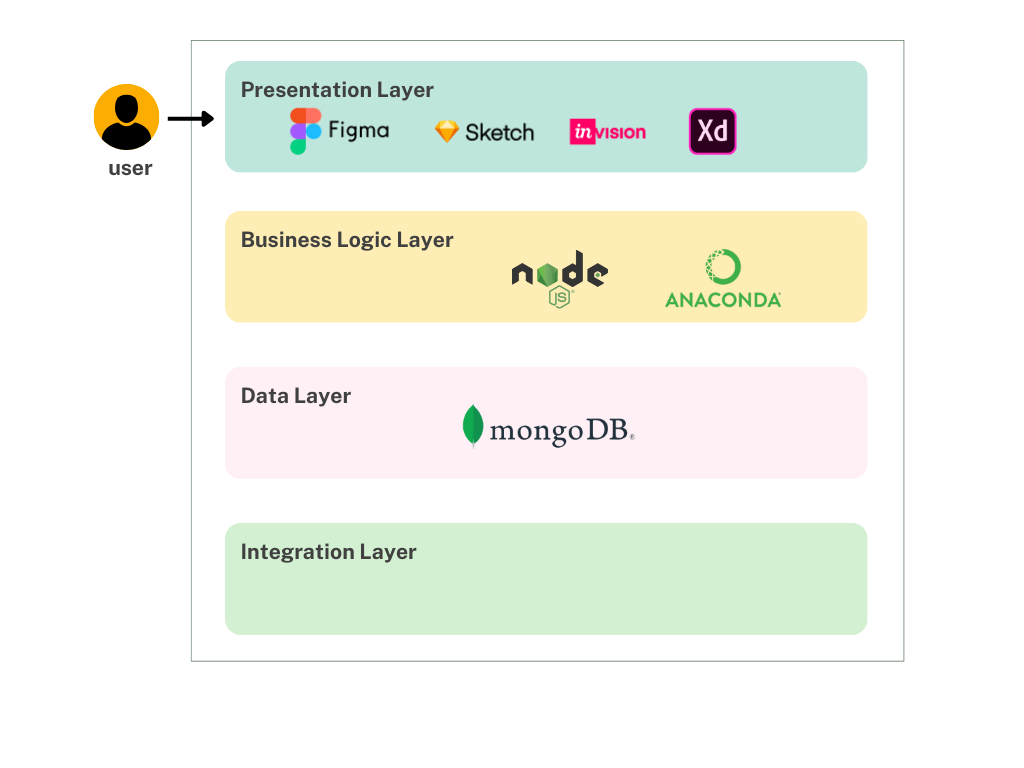 Presentation Layer
Figma
Sketch
invision
Xd
user
Business Logic Layer
node
JS
ANACONDA
Data Layer
mongoDB®
Integration Layer